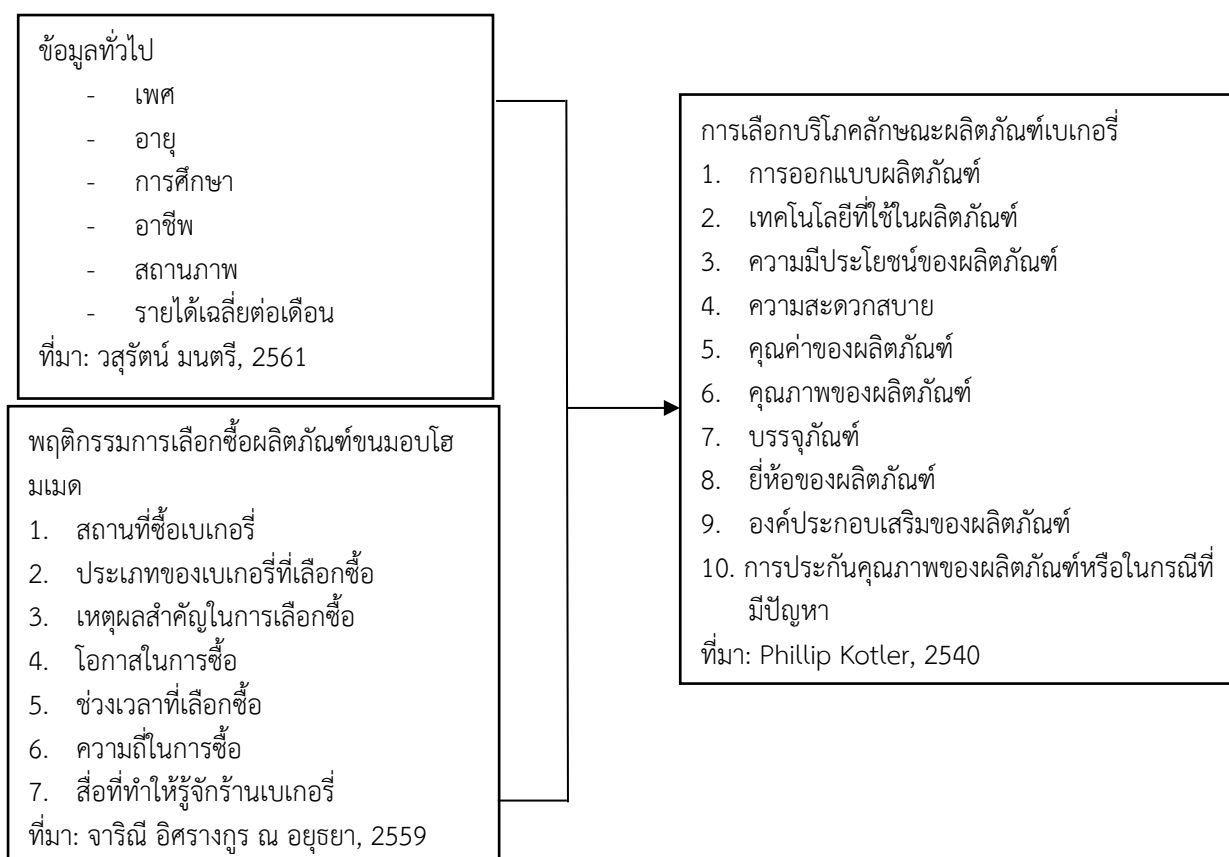 ข้อมูลทั่วไป
- เพศ
- อายุ
- การศึกษา
- อาชีพ
- สถานภาพ
- รายได้เฉลี่ยต่อเดือน
ที่มา: วสุรัตน์ มนตรี, 2561
พฤติกรรมการเลือกซื้อผลิตภัณฑ์ขนมอบโฮ
มเมด
1. สถานที่ซื้อเบเกอรี่
2. ประเภทของเบเกอรี่ที่เลือกซื้อ
3. เหตุผลสำคัญในการเลือกซื้อ
4. โอกาสในการซื้อ
5. ช่วงเวลาที่เลือกซื้อ
6. ความถี่ในการซื้อ
7. สื่อที่ทำให้รู้จักร้านเบเกอรี่
ที่มา: จาริณี อิศรางกูร ณ อยุธยา, 2559
การเลือกบริโภคลักษณะผลิตภัณฑ์เบเกอรี่
1. การออกแบบผลิตภัณฑ์
2. เทคโนโลยีที่ใช้ในผลิตภัณฑ์
3. ความมีประโยชน์ของผลิตภัณฑ์
4. ความสะดวกสบาย
5. คุณค่าของผลิตภัณฑ์
6. คุณภาพของผลิตภัณฑ์
7. บรรจุภัณฑ์
8. ยี่ห้อของผลิตภัณฑ์
9. องค์ประกอบเสริมของผลิตภัณฑ์
10. การประกันคุณภาพของผลิตภัณฑ์หรือในกรณีที่
มีปัญหา
ที่มา: Phillip Kotler, 2540